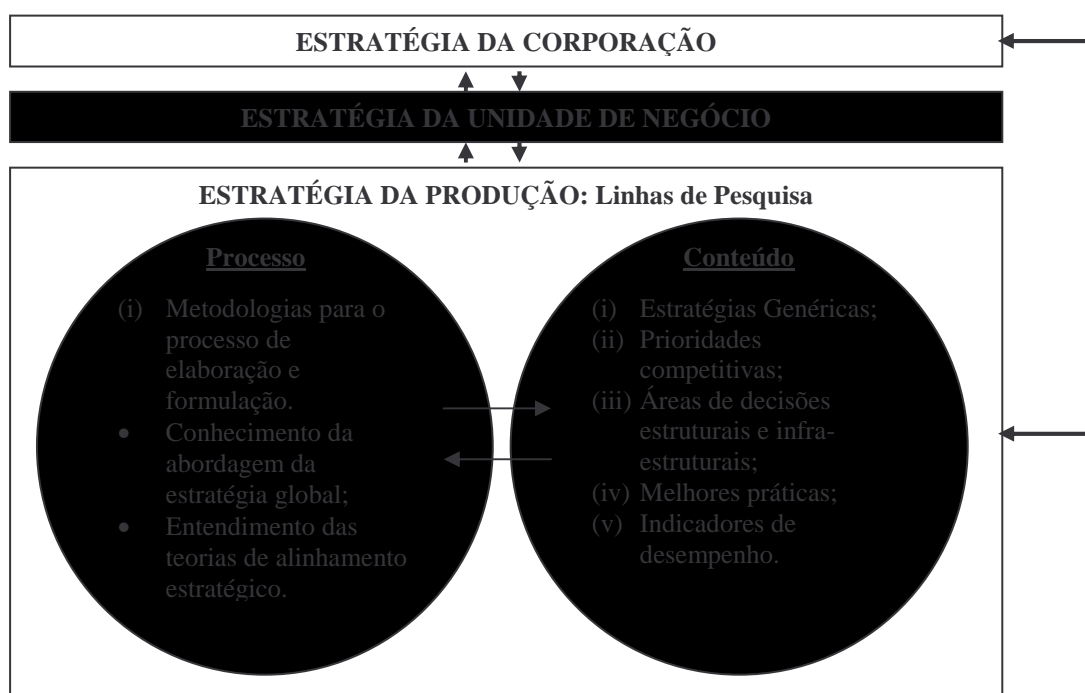 ESTRATÉGIA DA CORPORAÇÃO
ESTRATÉGIA DA UNIDADE DE NEGÓCIO
ESTRATÉGIA DA PRODUÇÃO: Linhas de Pesquisa
Processo
(i) Metodologias para o
processo de
elaboração e
formulação.
• Conhecimento da
abordagem da
estratégia global;
• Entendimento das
teorias de alinhamento
estratégico.
Conteúdo
(i) Estratégias Genéricas;
(ii) Prioridades
competitivas;
(iii) Áreas de decisões
estruturais e infra-
estruturais;
(iv) Melhores práticas;
(v) Indicadores de
desempenho.